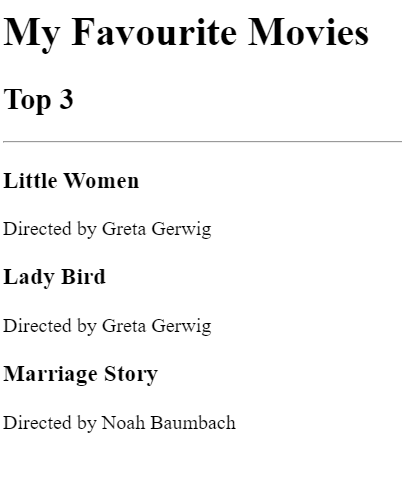 My Favourite Movies
Top 3
Little Women
Directed by Greta Gerwig
Lady Bird
Directed by Greta Gerwig
Marriage Story
Directed by Noah Baumbach